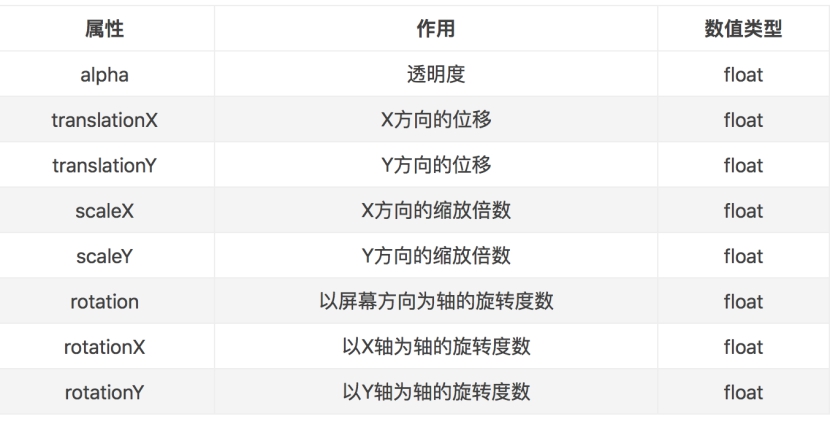 属性 作用 数值类型
alpha 透明度 float
translationX X方向的位移 float
translationY Y方向的位移 float
scaleX X方向的缩放倍数 float
scaleY Y方向的缩放倍数 float
rotation 以屏幕方向为轴的旋转度数 float
rotationX 以X轴为轴的旋转度数 float
rotationY 以Y轴为轴的旋转度数 float